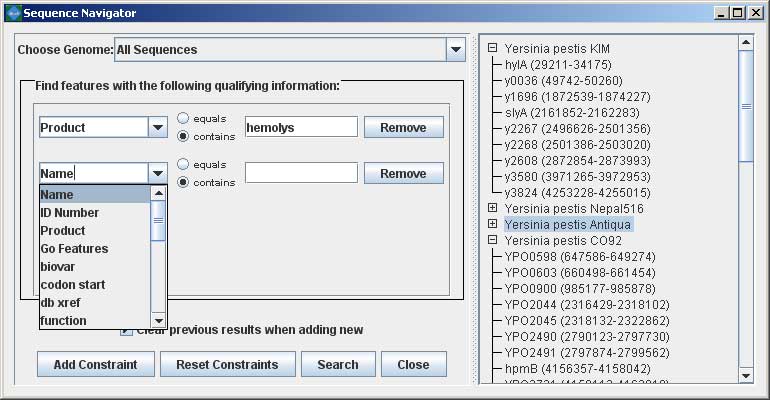 Sequence Navigator
Choose Genome: All Sequences
Find features with the following qualifying information:
Product
equals
contains
hemolys
Remove
Name
equals
contains
Remove
Name
ID Number
Product
Go Features
biovar
codon start
db xref
function
Clear previous results when adding new
Add Constraint
Reset Constraints
Search
Close
Yersinia pestis KIM
hylA (29211-34175)
y0036 (49742-50260)
y1696 (1872539-1874227)
slyA (2161852-2162283)
y2267 (2496626-2501356)
y2268 (2501386-2503020)
y2608 (2872854-2873993)
y3580 (3971265-3972953)
y3824 (4253228-4255015)
Yersinia pestis Nepal516
Yersinia pestis Antiqua
Yersinia pestis CO92
YPO0598 (647586-649274)
YPO0603 (660498-661454)
YPO0900 (985177-985878)
YPO2044 (2316429-2318102)
YPO2045 (2318132-2322862)
YPO2490 (2790123-2797730)
YPO2491 (2797874-2799562)
hpmB (4156357-4158042)